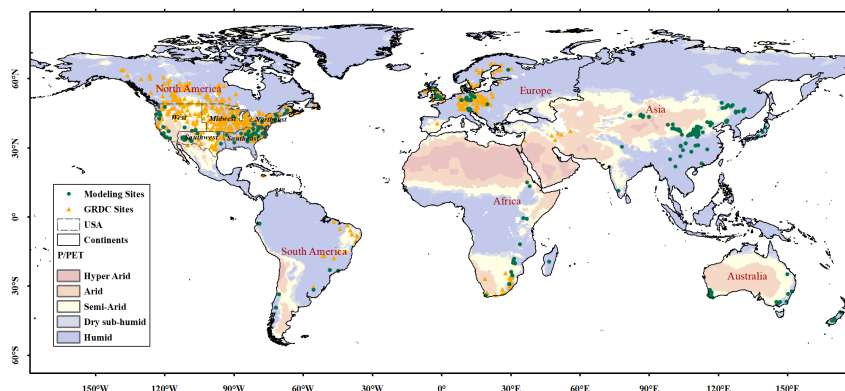 60°N
30°N
0°
30°S
60°S
North America
Europe
Asia
West
Midwest
Northeast
Southwest
Southeast
Africa
South America
Australia
Modeling Sites
GRDC Sites
USA
Continents
P/PET
Hyper Arid
Arid
Semi-Arid
Dry sub-humid
Humid
150°W 120°W 90°W 60°W 30°W 0° 30°E 60°E 90°E 120°E 150°E